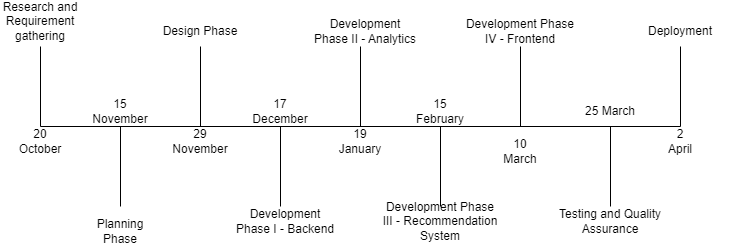 Research and
Requirement
gathering
Design Phase
Development
Phase II - Analytics
Development Phase
IV - Frontend
Deployment
15
November
17
December
15
February
25 March
20
October
29
November
19
January
10
March
2
April
Planning
Phase
Development
Phase I - Backend
Development Phase
III - Recommendation
System
Testing and Quality
Assurance